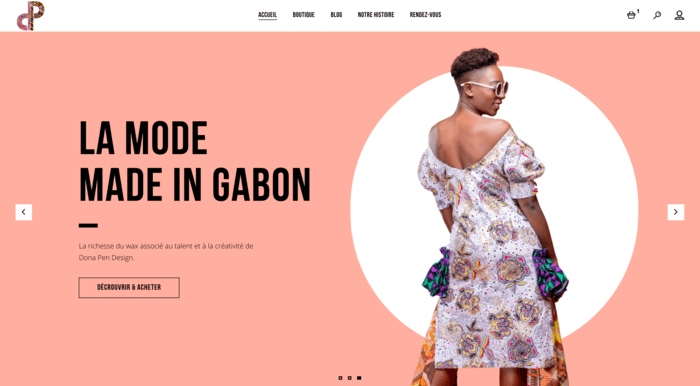 ACCUEIL BOUTIQUE BLOG NOTRE HISTOIRE RENDEZ-VOUS
1
LA MODE
MADE IN GABON
La richesse du wax associé au talent et à la créativité de
Dona Pen Design.
DÉCROUVRIR & ACHETER